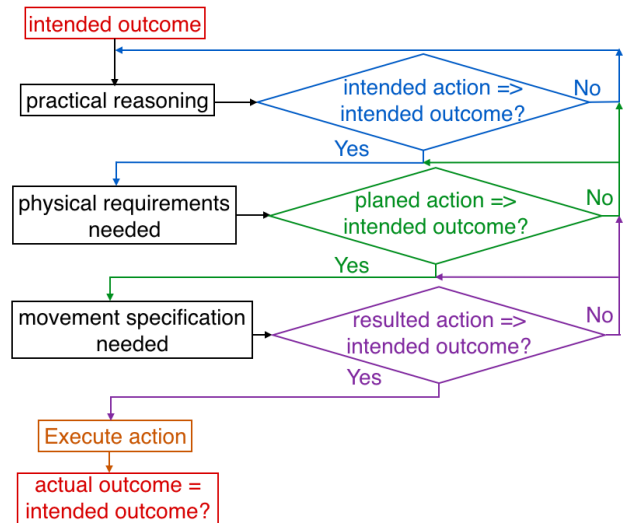 intended outcome
practical reasoning
intended action =>
intended outcome?
No
Yes
physical requirements
needed
planed action =>
intended outcome?
No
Yes
movement specification
needed
resulted action =>
intended outcome?
No
Yes
Execute action
actual outcome =
intended outcome?